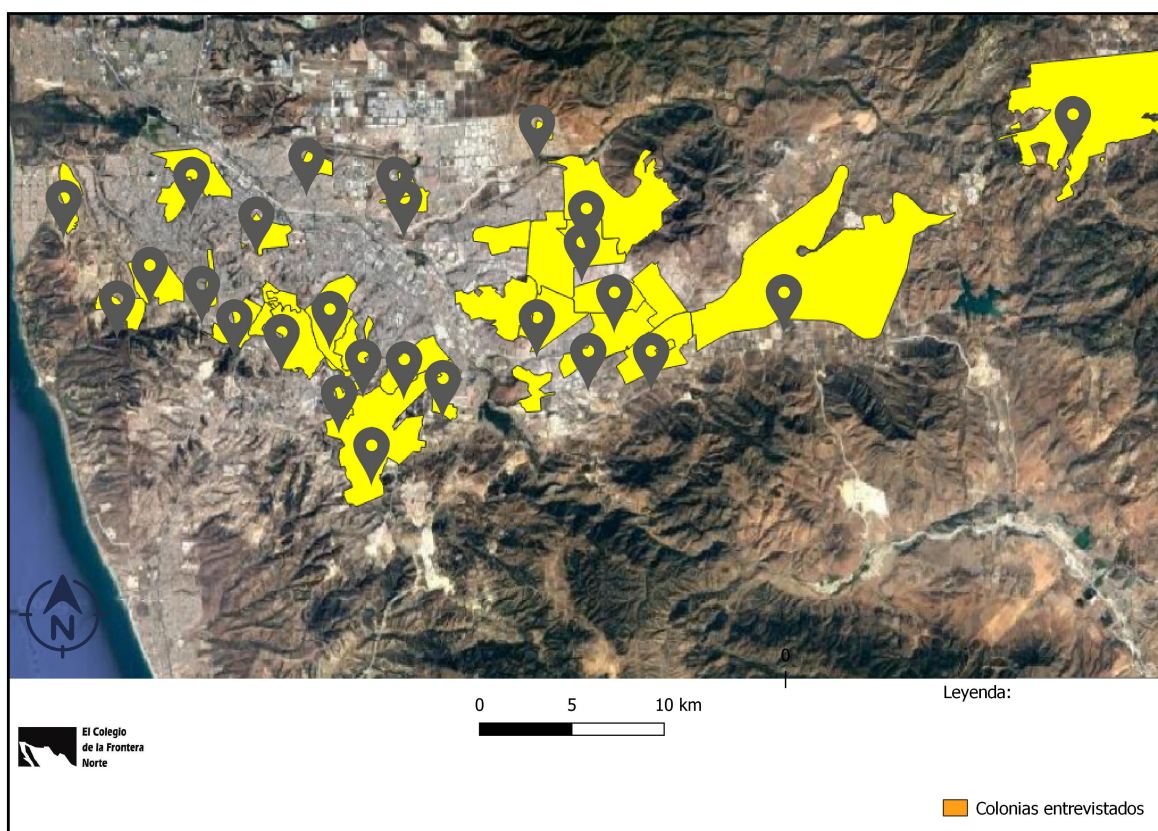 N
0
0 5 10 km
Leyenda:
El Colegio
de la Frontera
Norte
Colonias entrevistados